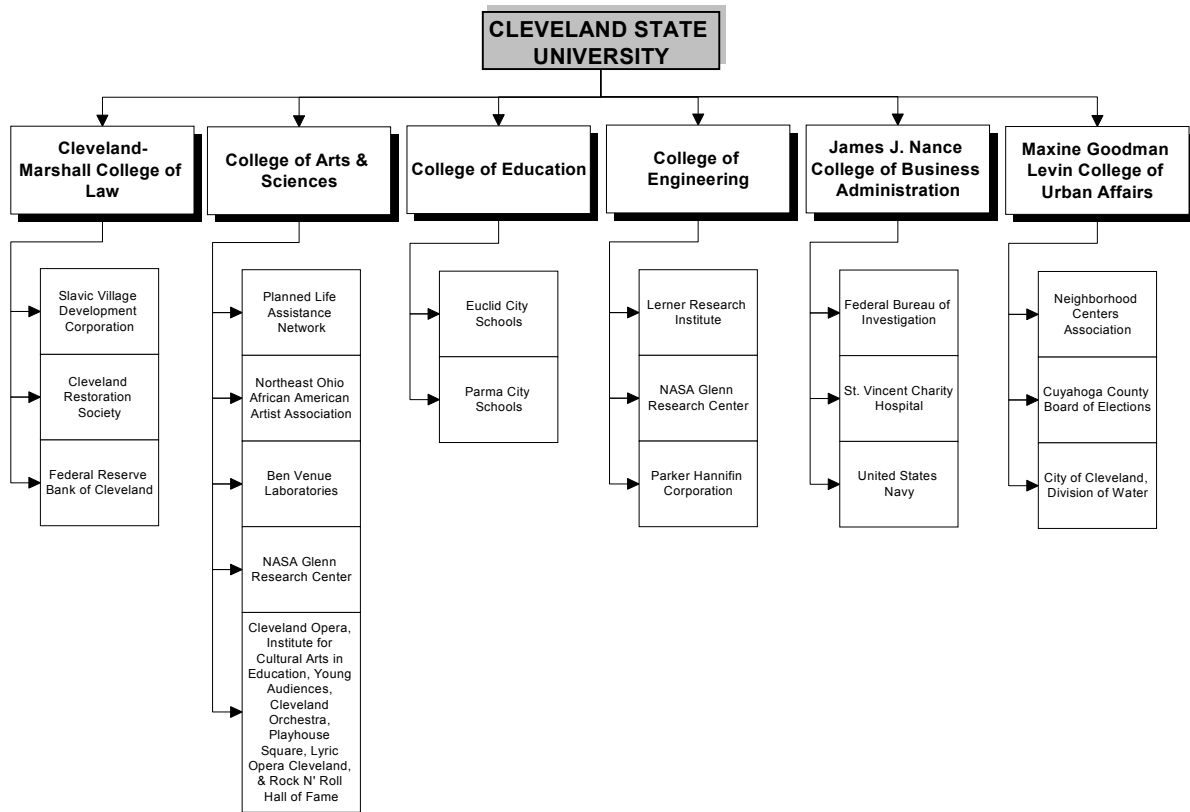 CLEVELAND STATE
UNIVERSITY
Cleveland-
Marshall College of
Law
College of Arts &
Sciences
College of Education
College of
Engineering
James J. Nance
College of Business
Administration
Maxine Goodman
Levin College of
Urban Affairs
Slavic Village
Development
Corporation
Cleveland
Restoration
Society
Federal Reserve
Bank of Cleveland
Planned Life
Assistance
Network
Northeast Ohio
African American
Artist Association
Ben Venue
Laboratories
NASA Glenn
Research Center
Cleveland Opera,
Institute for
Cultural Arts in
Education, Young
Audiences,
Cleveland
Orchestra,
Playhouse
Square, Lyric
Opera Cleveland,
& Rock N' Roll
Hall of Fame
Euclid City
Schools
Parma City
Schools
Lerner Research
Institute
NASA Glenn
Research Center
Parker Hannifin
Corporation
Federal Bureau of
Investigation
St. Vincent Charity
Hospital
United States
Navy
Neighborhood
Centers
Association
Cuyahoga County
Board of Elections
City of Cleveland,
Division of Water